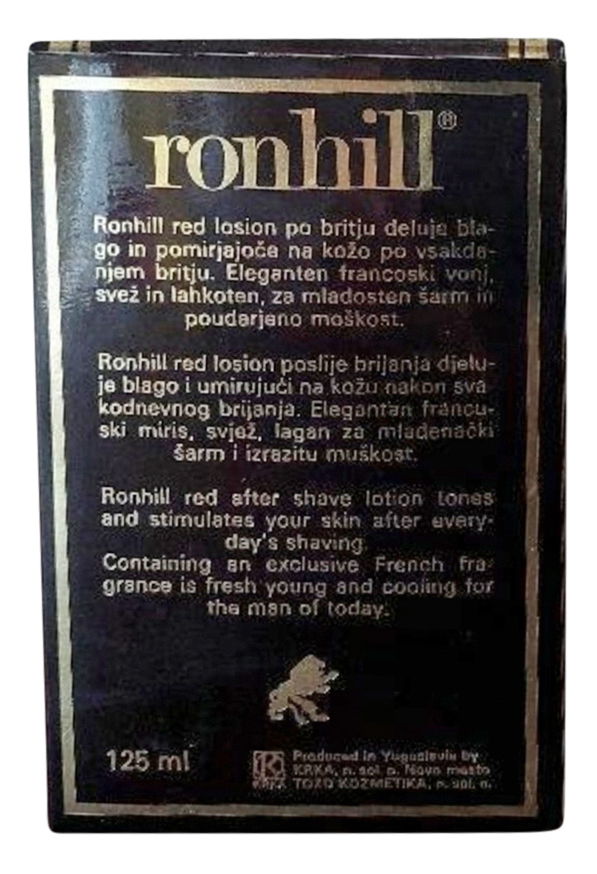 ronhill®
Ronhill red losion po britju deluje bla-
go in pomirjajoče na kožo po vsakda-
njem britju. Eleganten francoski vonj,
svež in lahkoten, za mladosten šarm in
poudarjeno moškost.
Ronhill red losion poslije brijanja djelu-
je blago i umirujući na kožu nakon sva
kodnevnog brijanja. Elegantan francu-
ski miris, svjež, lagan za mladenački
šarm i izrazitu muškost.
Ronhill red after shave lotion tones
and stimulates your skin after every-
day's shaving.
Containing an exclusive French fra-
grance is fresh young and cooling for
the man of today.
125 ml
K
KRKA
Produced in Yugoslavia by
KRKA, n. sol. o. Novo mesto
TOZD KOZMETIKA, n. sol. o.